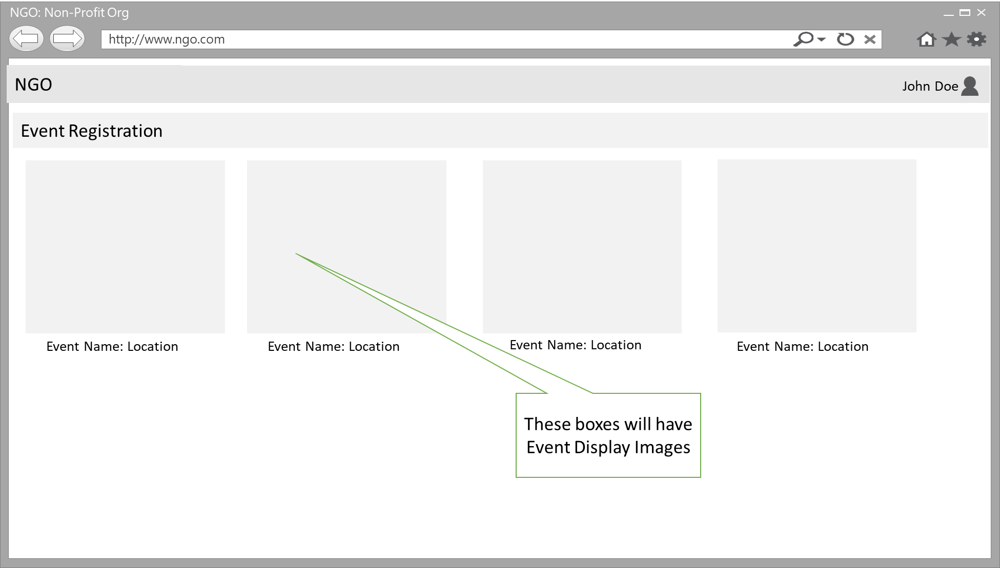 NGO: Non-Profit Org
http://www.ngo.com
NGO
John Doe
Event Registration
Event Name: Location
Event Name: Location
Event Name: Location
Event Name: Location
These boxes will have
Event Display Images